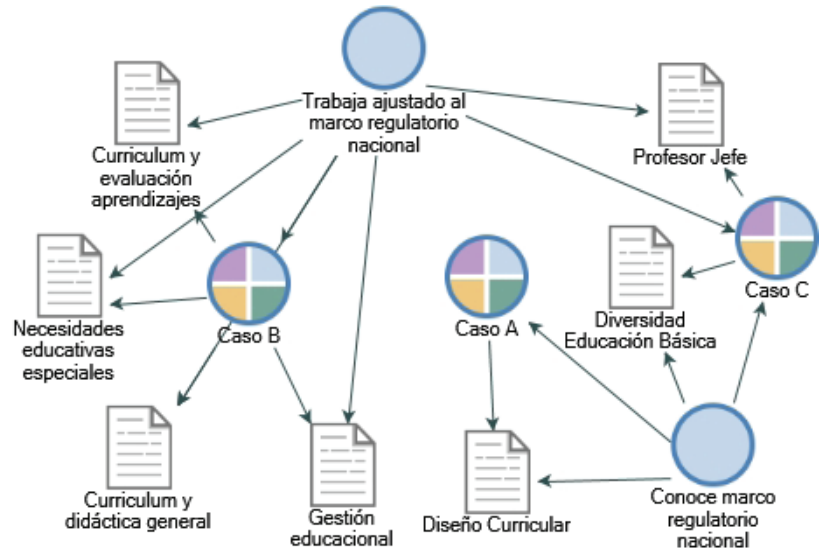 Trabaja ajustado al
marco regulatorio
nacional
Curriculum y
evaluación
aprendizajes
Profesor Jefe
Necesidades
educativas
especiales
Caso B
Caso A
Caso C
Diversidad
Educación Básica
Curriculum y
didáctica general
Gestión
educacional
Diseño Curricular
Conoce marco
regulatorio
nacional